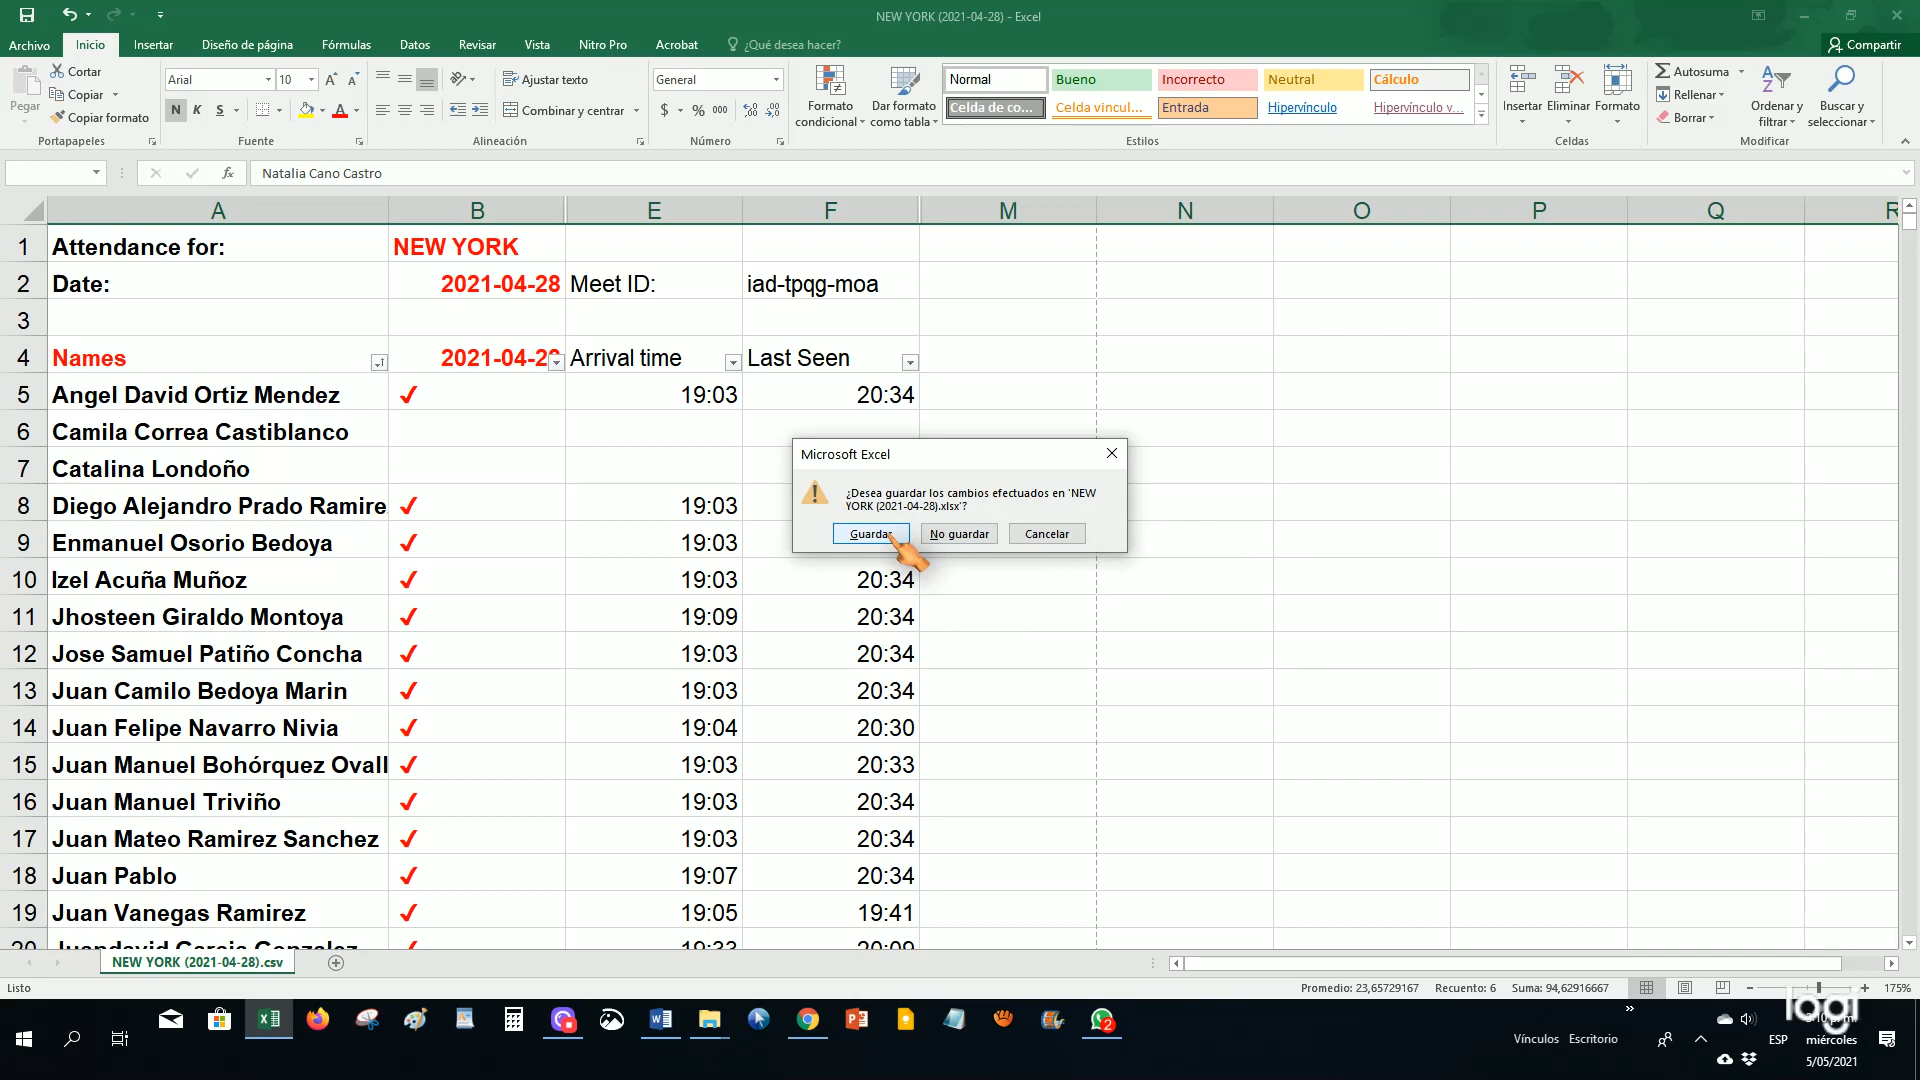 NEW YORK (2021-04-28) - Excel
Archivo Inicio Insertar Diseño de página Fórmulas Datos Revisar Vista Nitro Pro Acrobat ¿Qué desea hacer? Compartir
Pegar Cortar Copiar Copiar formato Portapapeles
Arial 10 N K S Fuente
Ajustar texto Combinar y centrar Alineación
General $ % 000 Número
Formato condicional Dar formato como tabla
Normal Bueno Incorrecto Neutral Cálculo
Celda de co... Celda vincul... Entrada Hipervínculo Hipervínculo v...
Estilos
Insertar Eliminar Formato Celdas
Autosuma Rellenar Borrar Ordenar y filtrar Buscar y seleccionar Modificar
fx Natalia Cano Castro
A B E F M N O P Q R
1 Attendance for: NEW YORK
2 Date: 2021-04-28 Meet ID: iad-tpqg-moa
3
4 Names 2021-04-28 Arrival time Last Seen
5 Angel David Ortiz Mendez ✓ 19:03 20:34
6 Camila Correa Castiblanco
7 Catalina Londoño
8 Diego Alejandro Prado Ramire ✓ 19:03
9 Enmanuel Osorio Bedoya ✓ 19:03
10 Izel Acuña Muñoz ✓ 19:03 20:34
11 Jhosteen Giraldo Montoya ✓ 19:09 20:34
12 Jose Samuel Patiño Concha ✓ 19:03 20:34
13 Juan Camilo Bedoya Marin ✓ 19:03 20:34
14 Juan Felipe Navarro Nivia ✓ 19:04 20:30
15 Juan Manuel Bohórquez Ovall ✓ 19:03 20:33
16 Juan Manuel Triviño ✓ 19:03 20:34
17 Juan Mateo Ramirez Sanchez ✓ 19:03 20:34
18 Juan Pablo ✓ 19:07 20:34
19 Juan Vanegas Ramirez ✓ 19:05 19:41
20 Juandavid Garcia Gonzalez ✓ 19:33 20:09
Microsoft Excel
¿Desea guardar los cambios efectuados en 'NEW
YORK (2021-04-28).xlsx'?
Guardar No guardar Cancelar
NEW YORK (2021-04-28).csv
Listo Promedio: 23,65729167 Recuento: 6 Suma: 94,62916667 175%
logi
Vínculos Escritorio ESP miércoles
5/05/2021
2